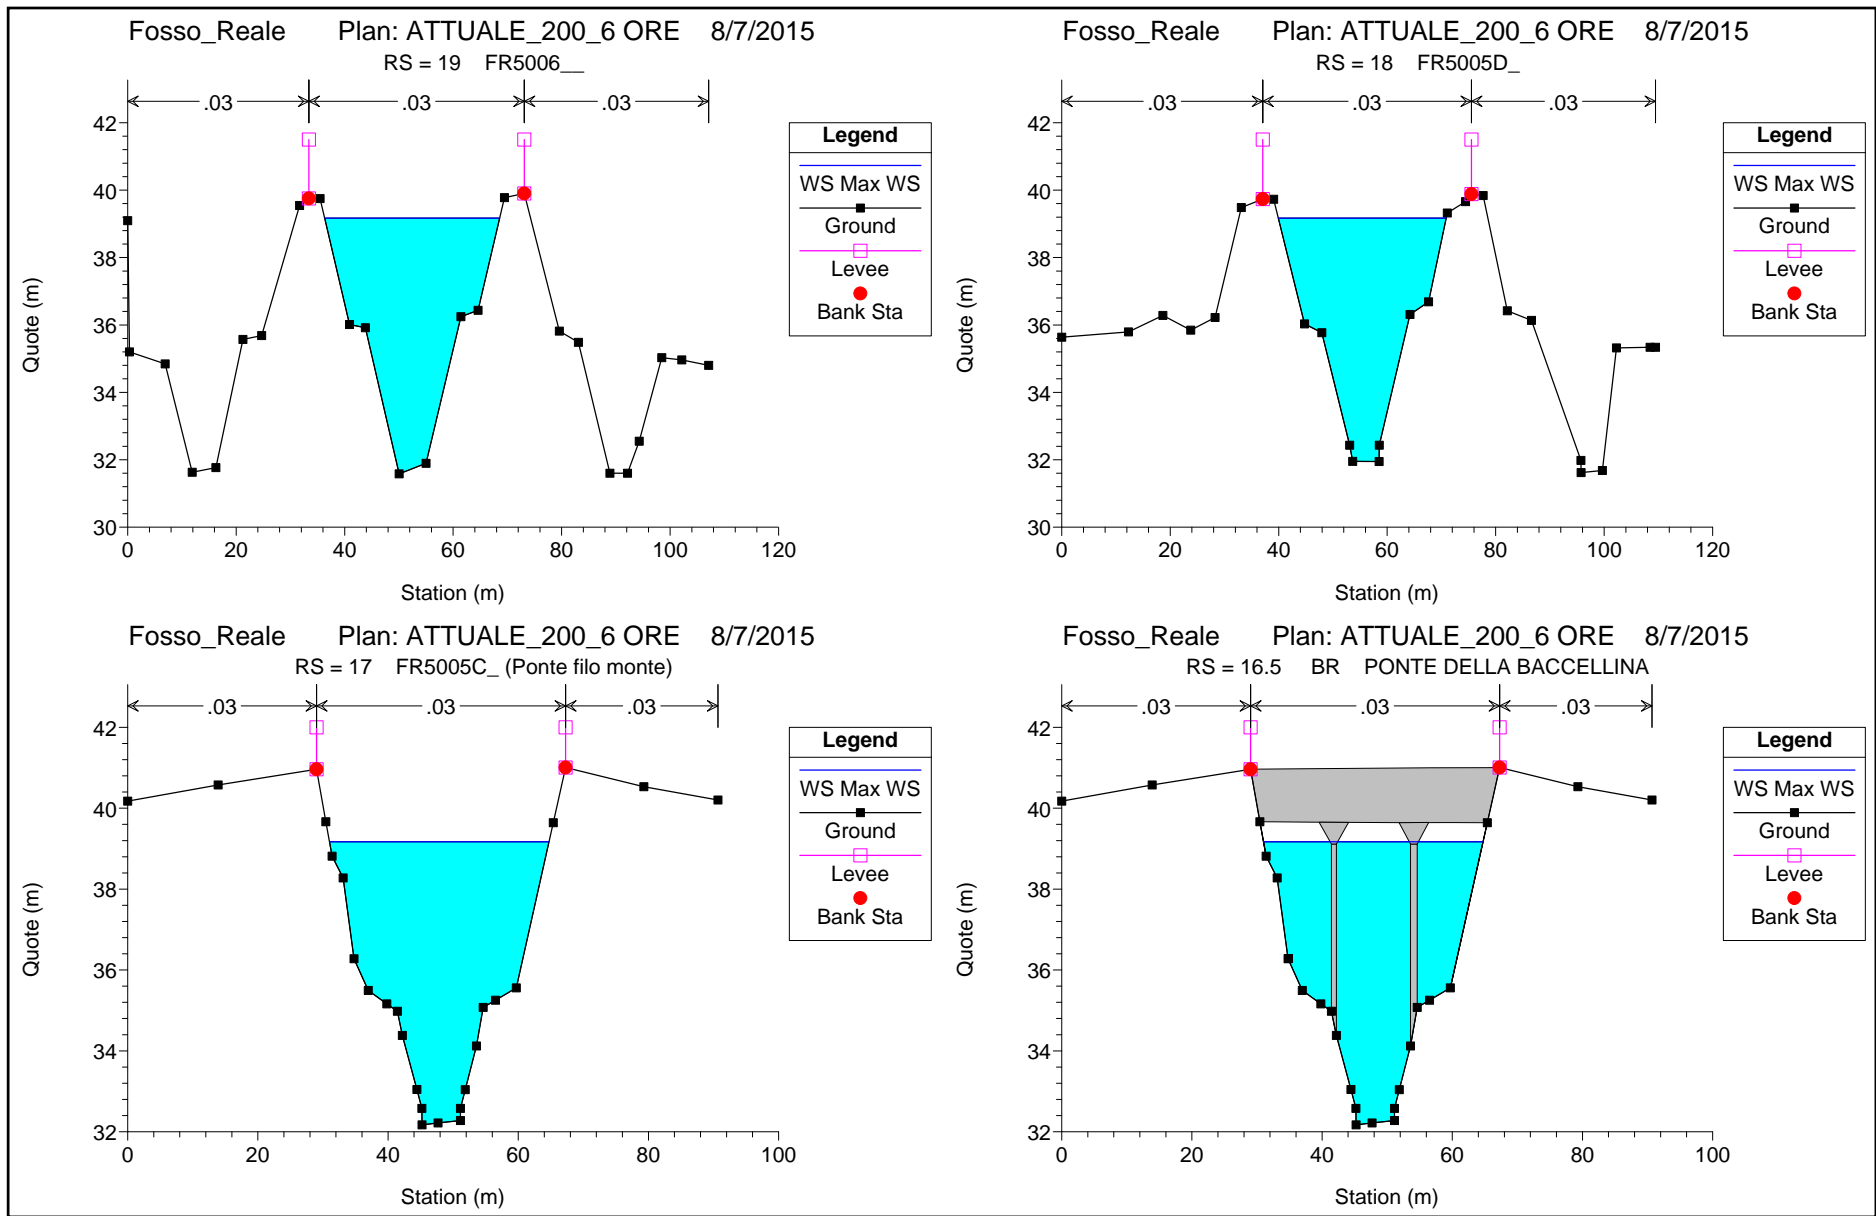 Fosso_Reale Plan: ATTUALE_200_6 ORE 8/7/2015
RS = 19 FR5006__
.03 .03 .03
42
40
38
36
34
32
30
0 20 40 60 80 100 120
Quote (m)
Station (m)
Legend
WS Max WS
Ground
Levee
Bank Sta
Fosso_Reale Plan: ATTUALE_200_6 ORE 8/7/2015
RS = 18 FR5005D_
.03 .03 .03
42
40
38
36
34
32
30
0 20 40 60 80 100 120
Quote (m)
Station (m)
Legend
WS Max WS
Ground
Levee
Bank Sta
Fosso_Reale Plan: ATTUALE_200_6 ORE 8/7/2015
RS = 17 FR5005C_ (Ponte filo monte)
.03 .03 .03
42
40
38
36
34
32
0 20 40 60 80 100
Quote (m)
Station (m)
Legend
WS Max WS
Ground
Levee
Bank Sta
Fosso_Reale Plan: ATTUALE_200_6 ORE 8/7/2015
RS = 16.5 BR PONTE DELLA BACCELLINA
.03 .03 .03
42
40
38
36
34
32
0 20 40 60 80 100
Quote (m)
Station (m)
Legend
WS Max WS
Ground
Levee
Bank Sta